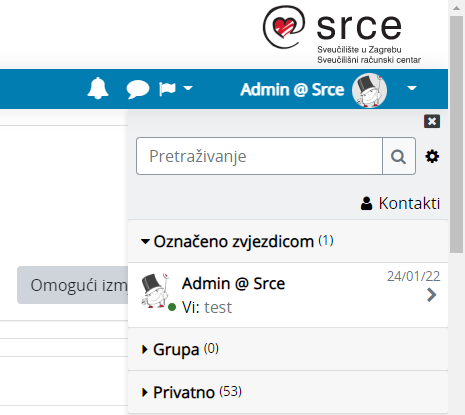 srce
Sveučilište u Zagrebu
Sveučilišni računski centar
Admin @ Srce
Pretraživanje
Kontakti
Označeno zvjezdicom (1)
Omogući izm
Admin @ Srce
24/01/22
Vi: test
Grupa (0)
Privatno (53)